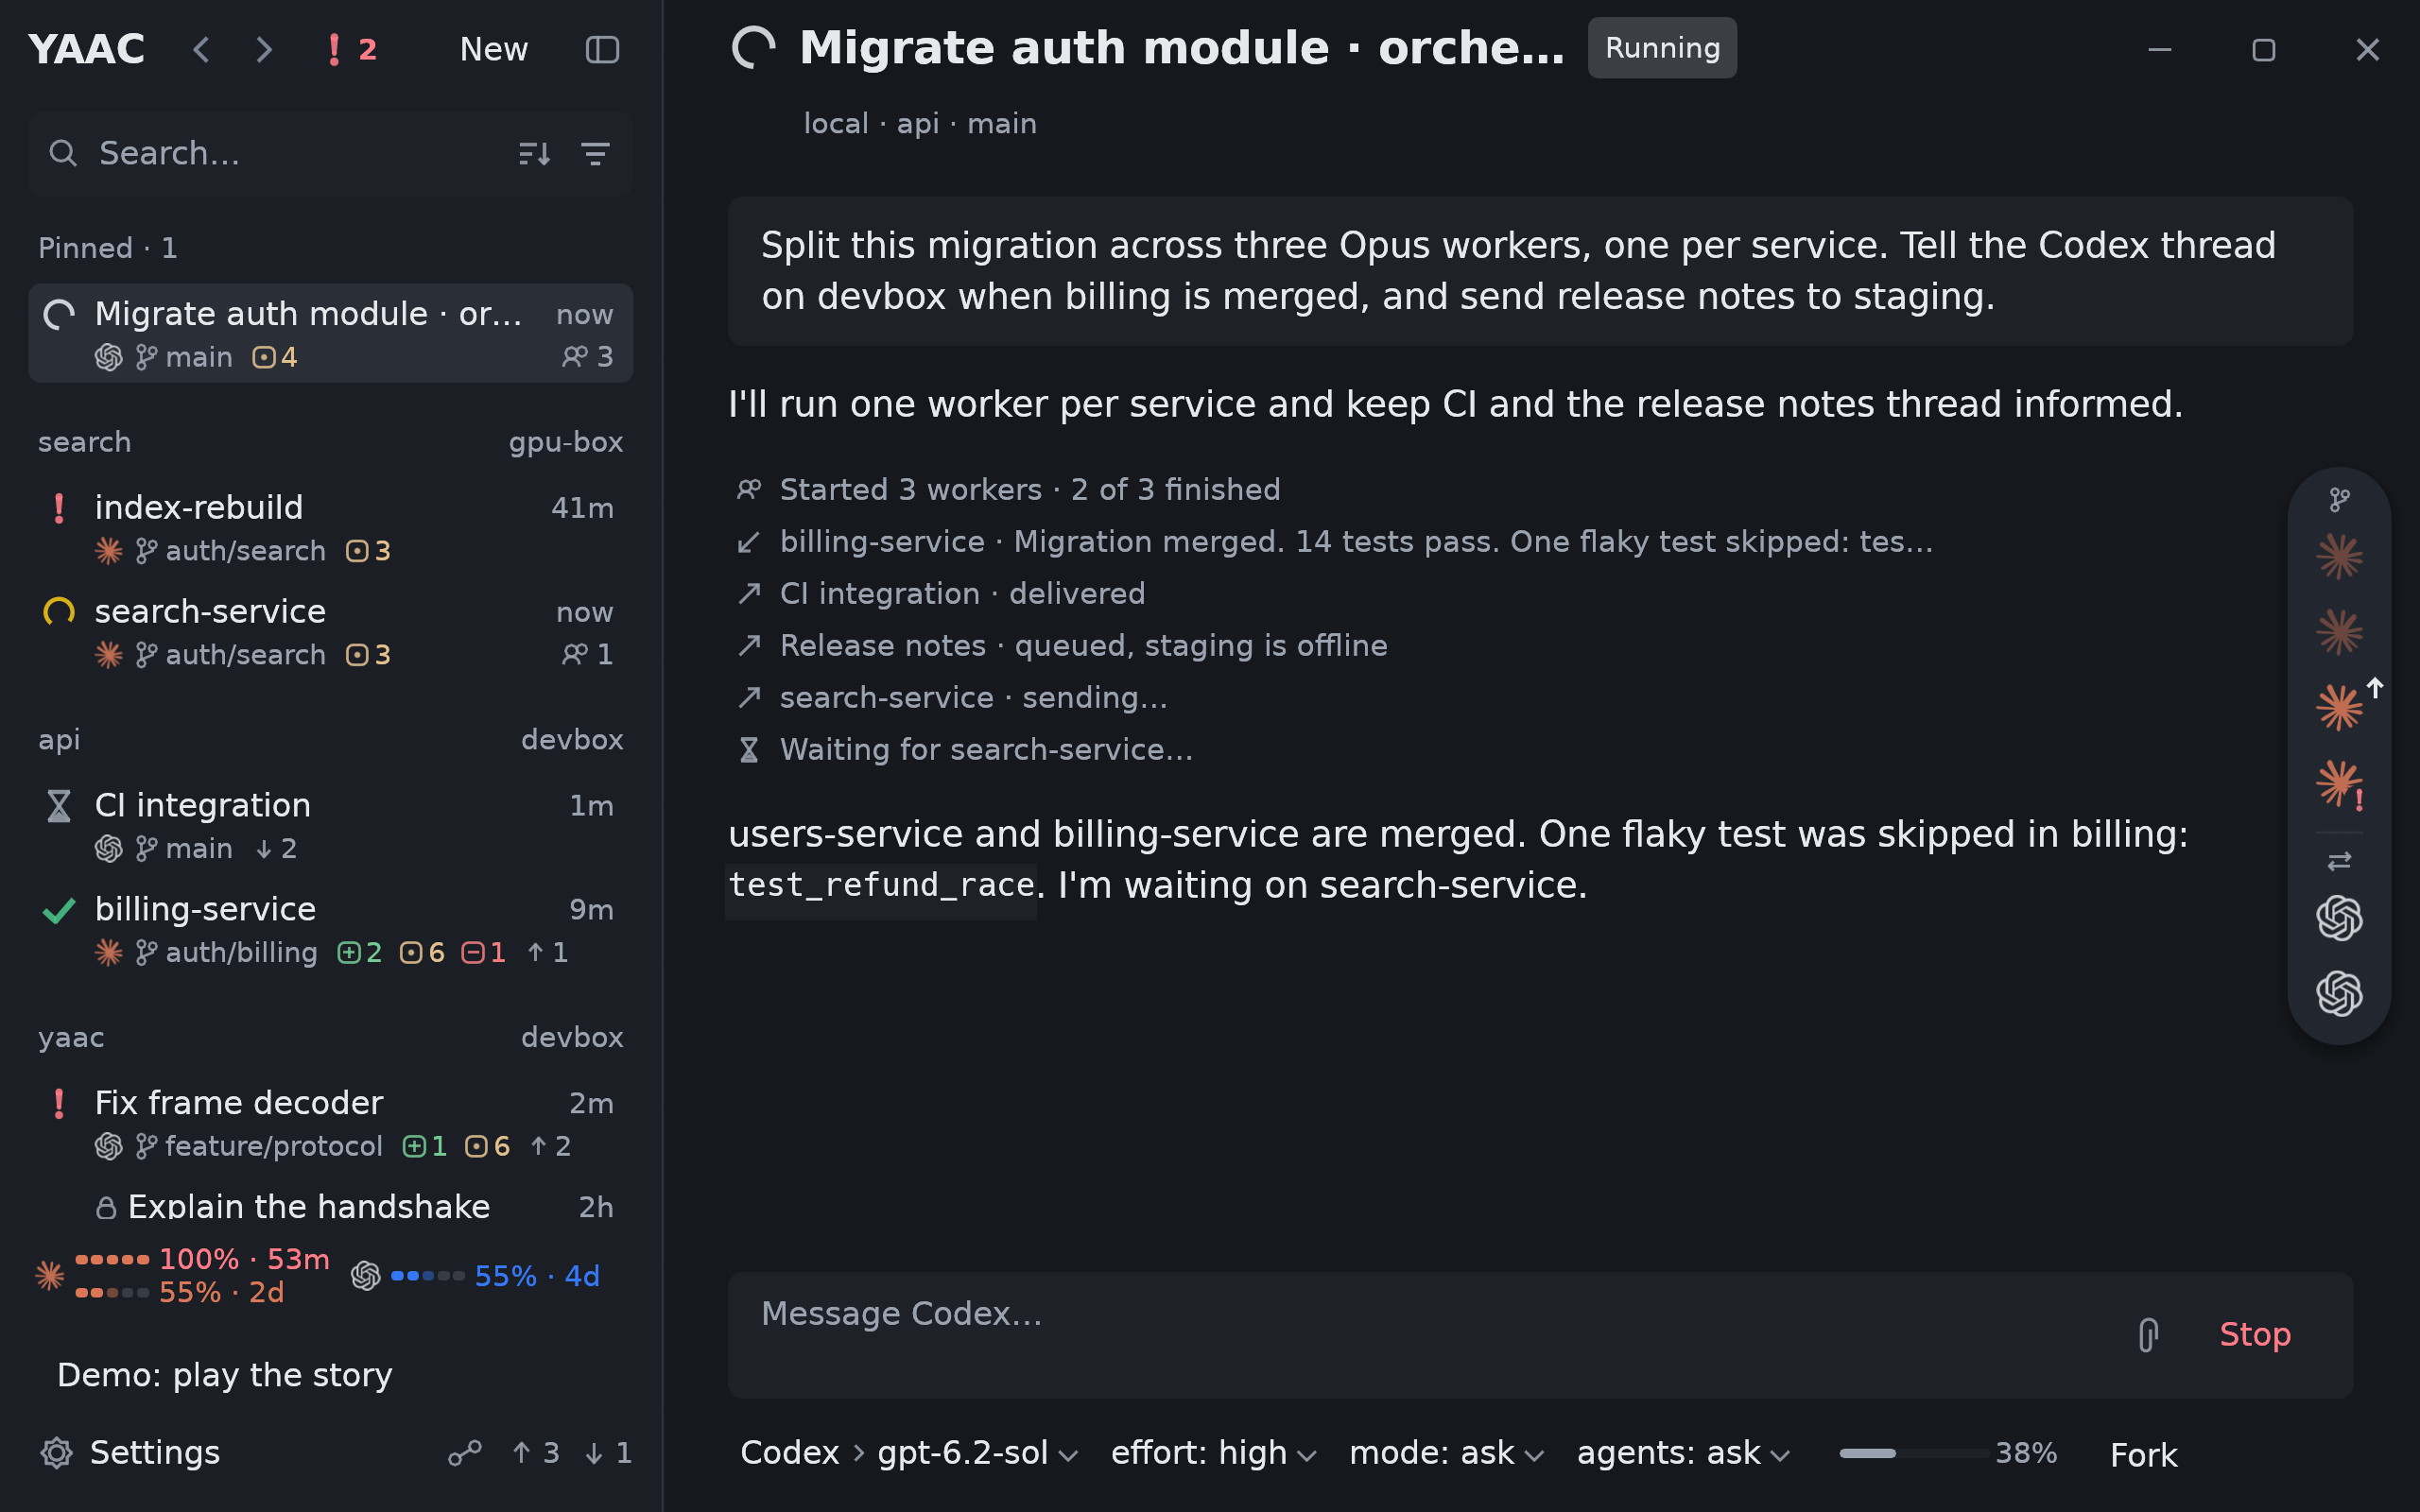 YAAC
2
New
Search…
Pinned · 1
Migrate auth module · or… now
main 4 3
search gpu-box
index-rebuild 41m
auth/search 3
search-service now
auth/search 3 1
api devbox
CI integration 1m
main ↓ 2
billing-service 9m
auth/billing 2 6 1 ↑ 1
yaac devbox
Fix frame decoder 2m
feature/protocol 1 6 ↑ 2
Explain the handshake 2h
100% · 53m
55% · 2d
55% · 4d
Demo: play the story
Settings ↑ 3 ↓ 1
Migrate auth module · orche… Running
local · api · main
Split this migration across three Opus workers, one per service. Tell the Codex thread
on devbox when billing is merged, and send release notes to staging.
I'll run one worker per service and keep CI and the release notes thread informed.
Started 3 workers · 2 of 3 finished
billing-service · Migration merged. 14 tests pass. One flaky test skipped: tes…
CI integration · delivered
Release notes · queued, staging is offline
search-service · sending…
Waiting for search-service…
users-service and billing-service are merged. One flaky test was skipped in billing:
test_refund_race. I'm waiting on search-service.
Message Codex…
Stop
Codex > gpt-6.2-sol effort: high mode: ask agents: ask 38% Fork